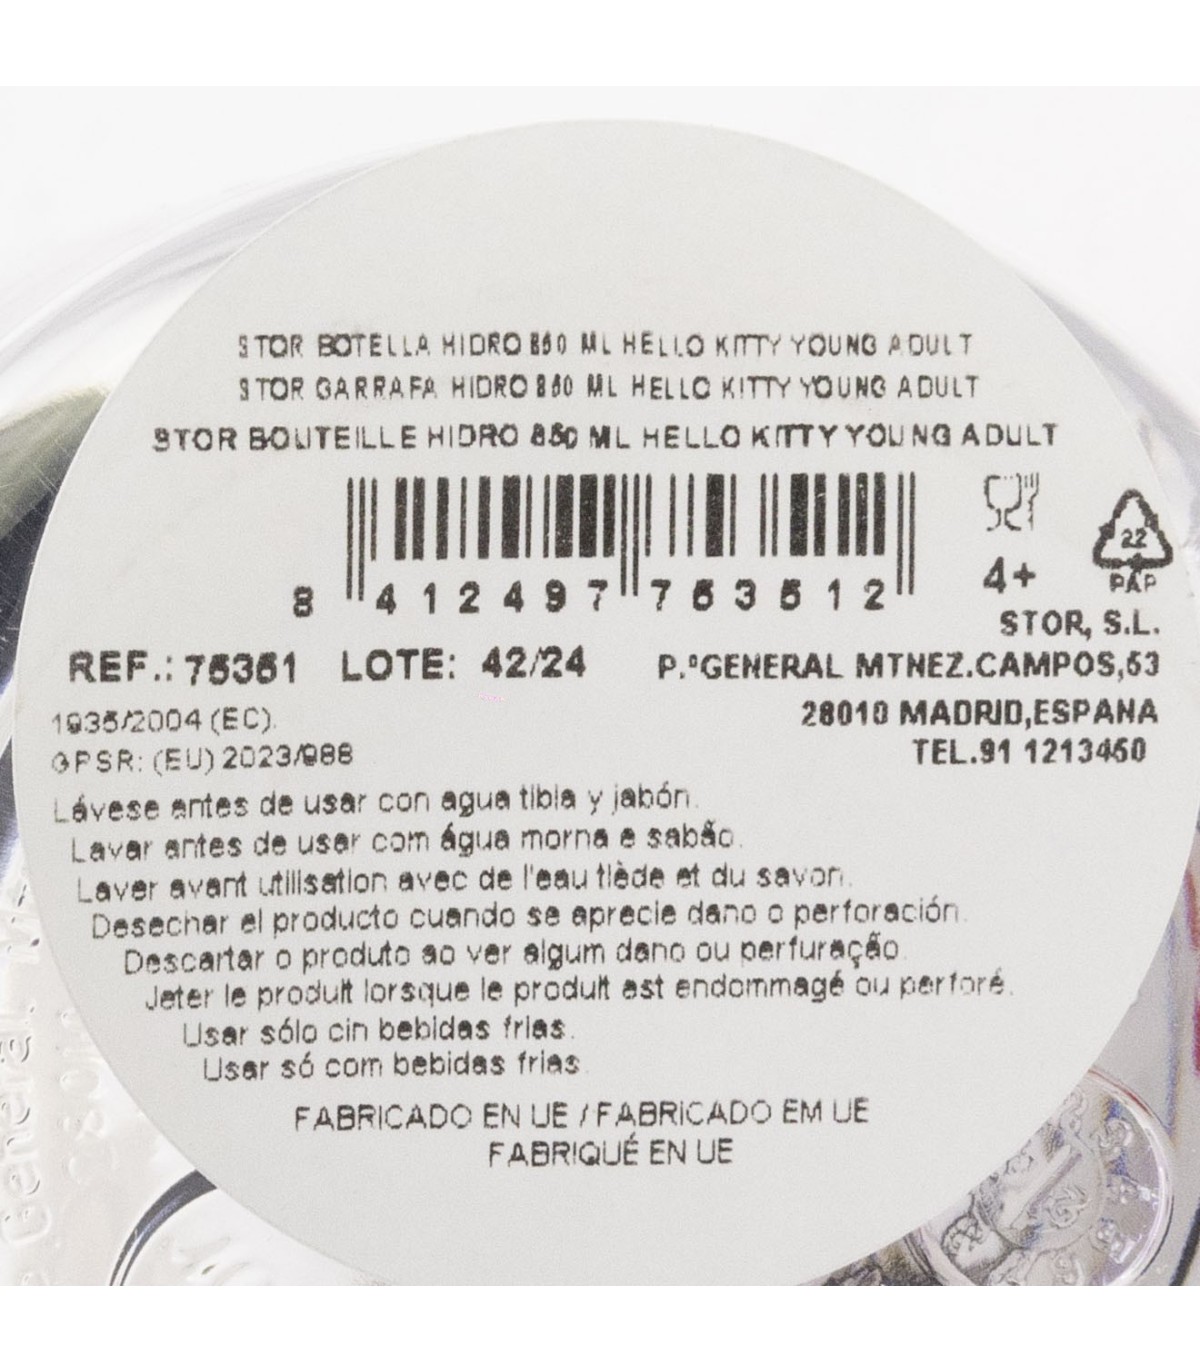 STOR BOTELLA HIDRO 850 ML HELLO KITTY YOUNG ADULT
STOR GARRAFA HIDRO 850 ML HELLO KITTY YOUNG ADULT
STOR BOUTEILLE HIDRO 850 ML HELLO KITTY YOUNG ADULT
8 412497 753512
4+
22
PAP
STOR, S.L.
REF.: 75351 LOTE: 42/24 P.ºGENERAL MTNEZ.CAMPOS,53
1935/2004 (EC). 28010 MADRID,ESPANA
GPSR: (EU) 2023/988 TEL.91 1213450
Lávese antes de usar con agua tibia y jabón.
Lavar antes de usar com água morna e sabão.
Laver avant utilisation avec de l'eau tiède et du savon.
Desechar el producto cuando se aprecie dano o perforación.
Descartar o produto ao ver algum dano ou perfuração.
Jeter le produit lorsque le produit est endommagé ou perforé.
Usar sólo cin bebidas frias.
Usar só com bebidas frias.
FABRICADO EN UE / FABRICADO EM UE
FABRIQUÉ EN UE
General